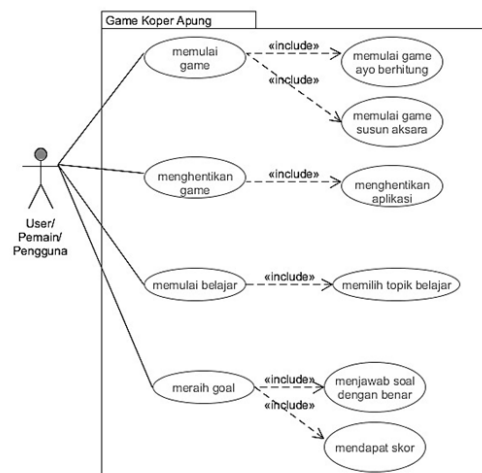 Game Koper Apung
memulai
game
«include»
memulai game
ayo berhitung
«include»
memulai game
susun aksara
menghentikan
game
«include»
menghentikan
aplikasi
User/
Pemain/
Pengguna
memulai belajar
«include»
memilih topik belajar
meraih goal
«include»
menjawab soal
dengan benar
«include»
mendapat skor